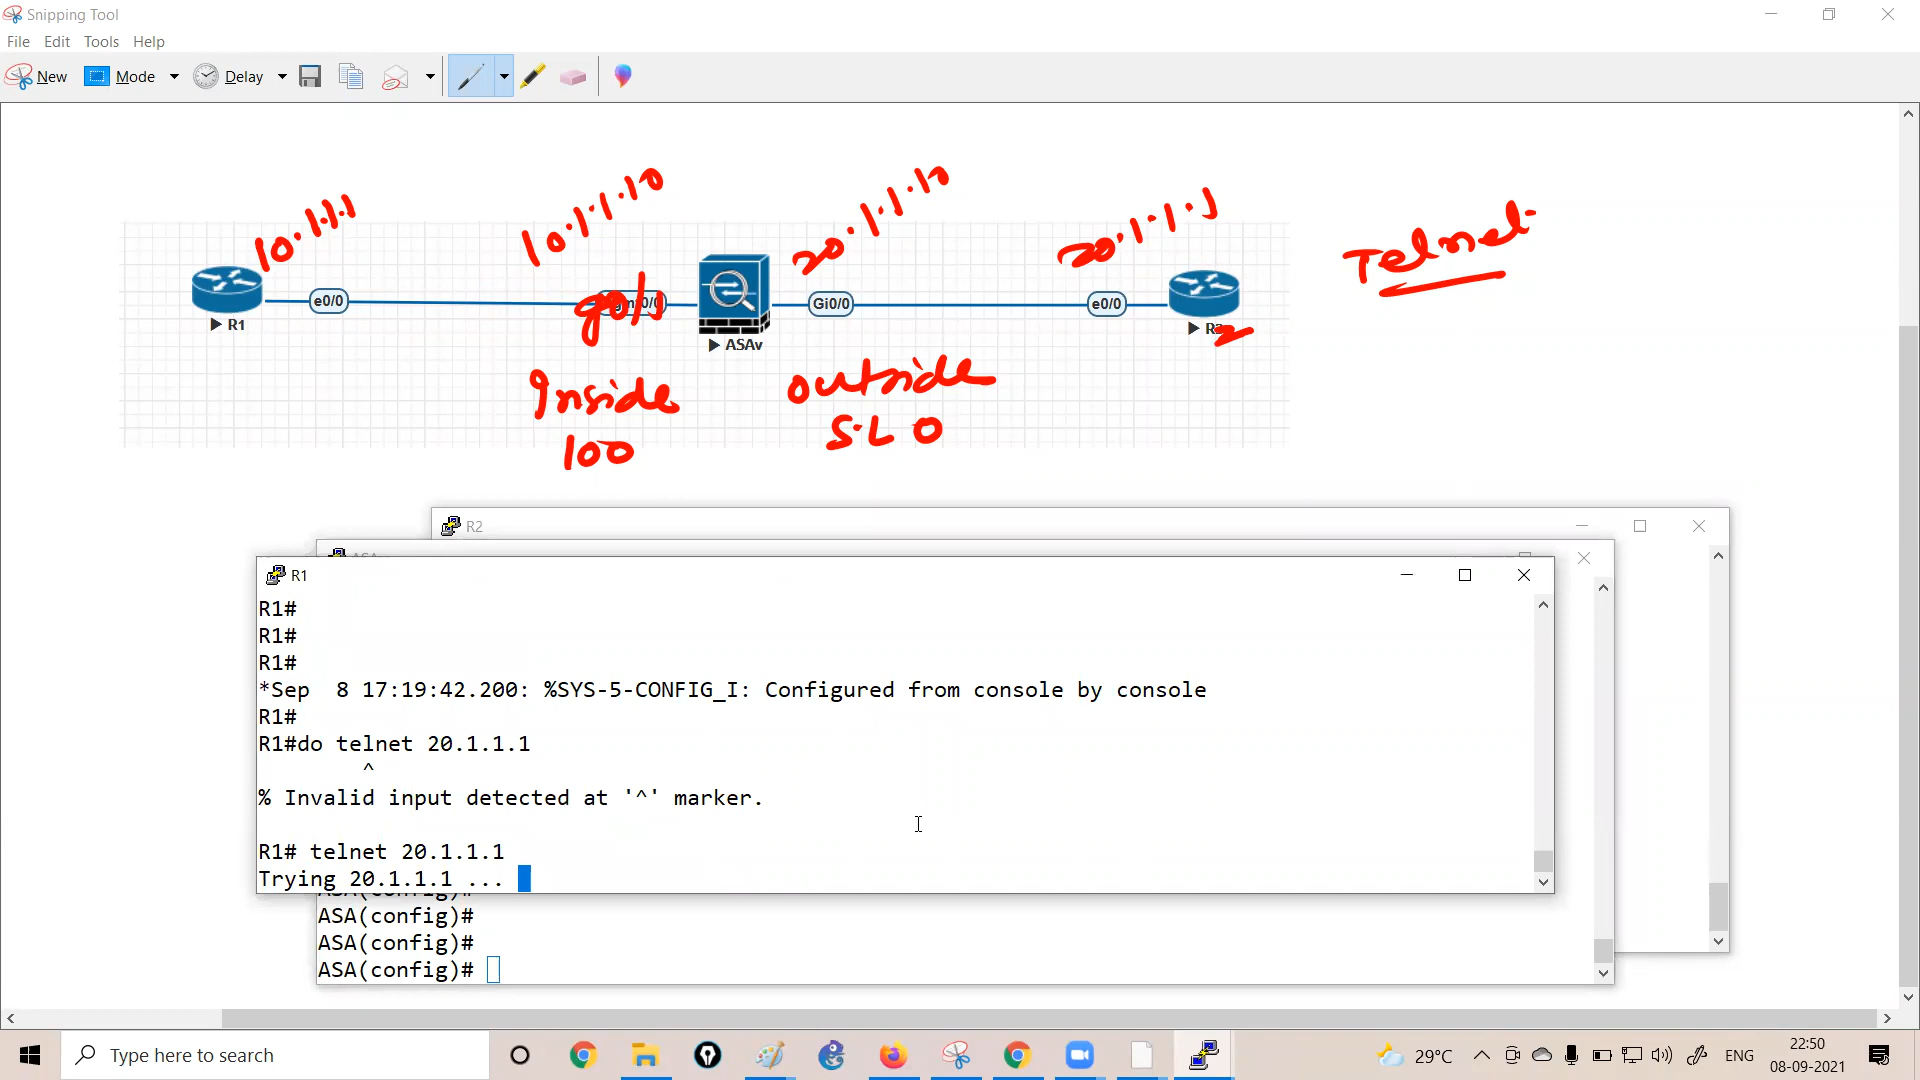 Snipping Tool
File Edit Tools Help
New Mode Delay
10.1.1.1
10.1.1.10
20.1.1.10
20.1.1.1
Telnet
e0/0
g0/1
Gi0/0
e0/0
R1
ASAv
2
Inside
100
outside
S.L 0
R2
R1
R1#
R1#
R1#
*Sep  8 17:19:42.200: %SYS-5-CONFIG_I: Configured from console by console
R1#
R1#do telnet 20.1.1.1
^
% Invalid input detected at '^' marker.
R1# telnet 20.1.1.1
Trying 20.1.1.1 ...
ASA(config)#
ASA(config)#
ASA(config)#
Type here to search
29°C
ENG
22:50
08-09-2021